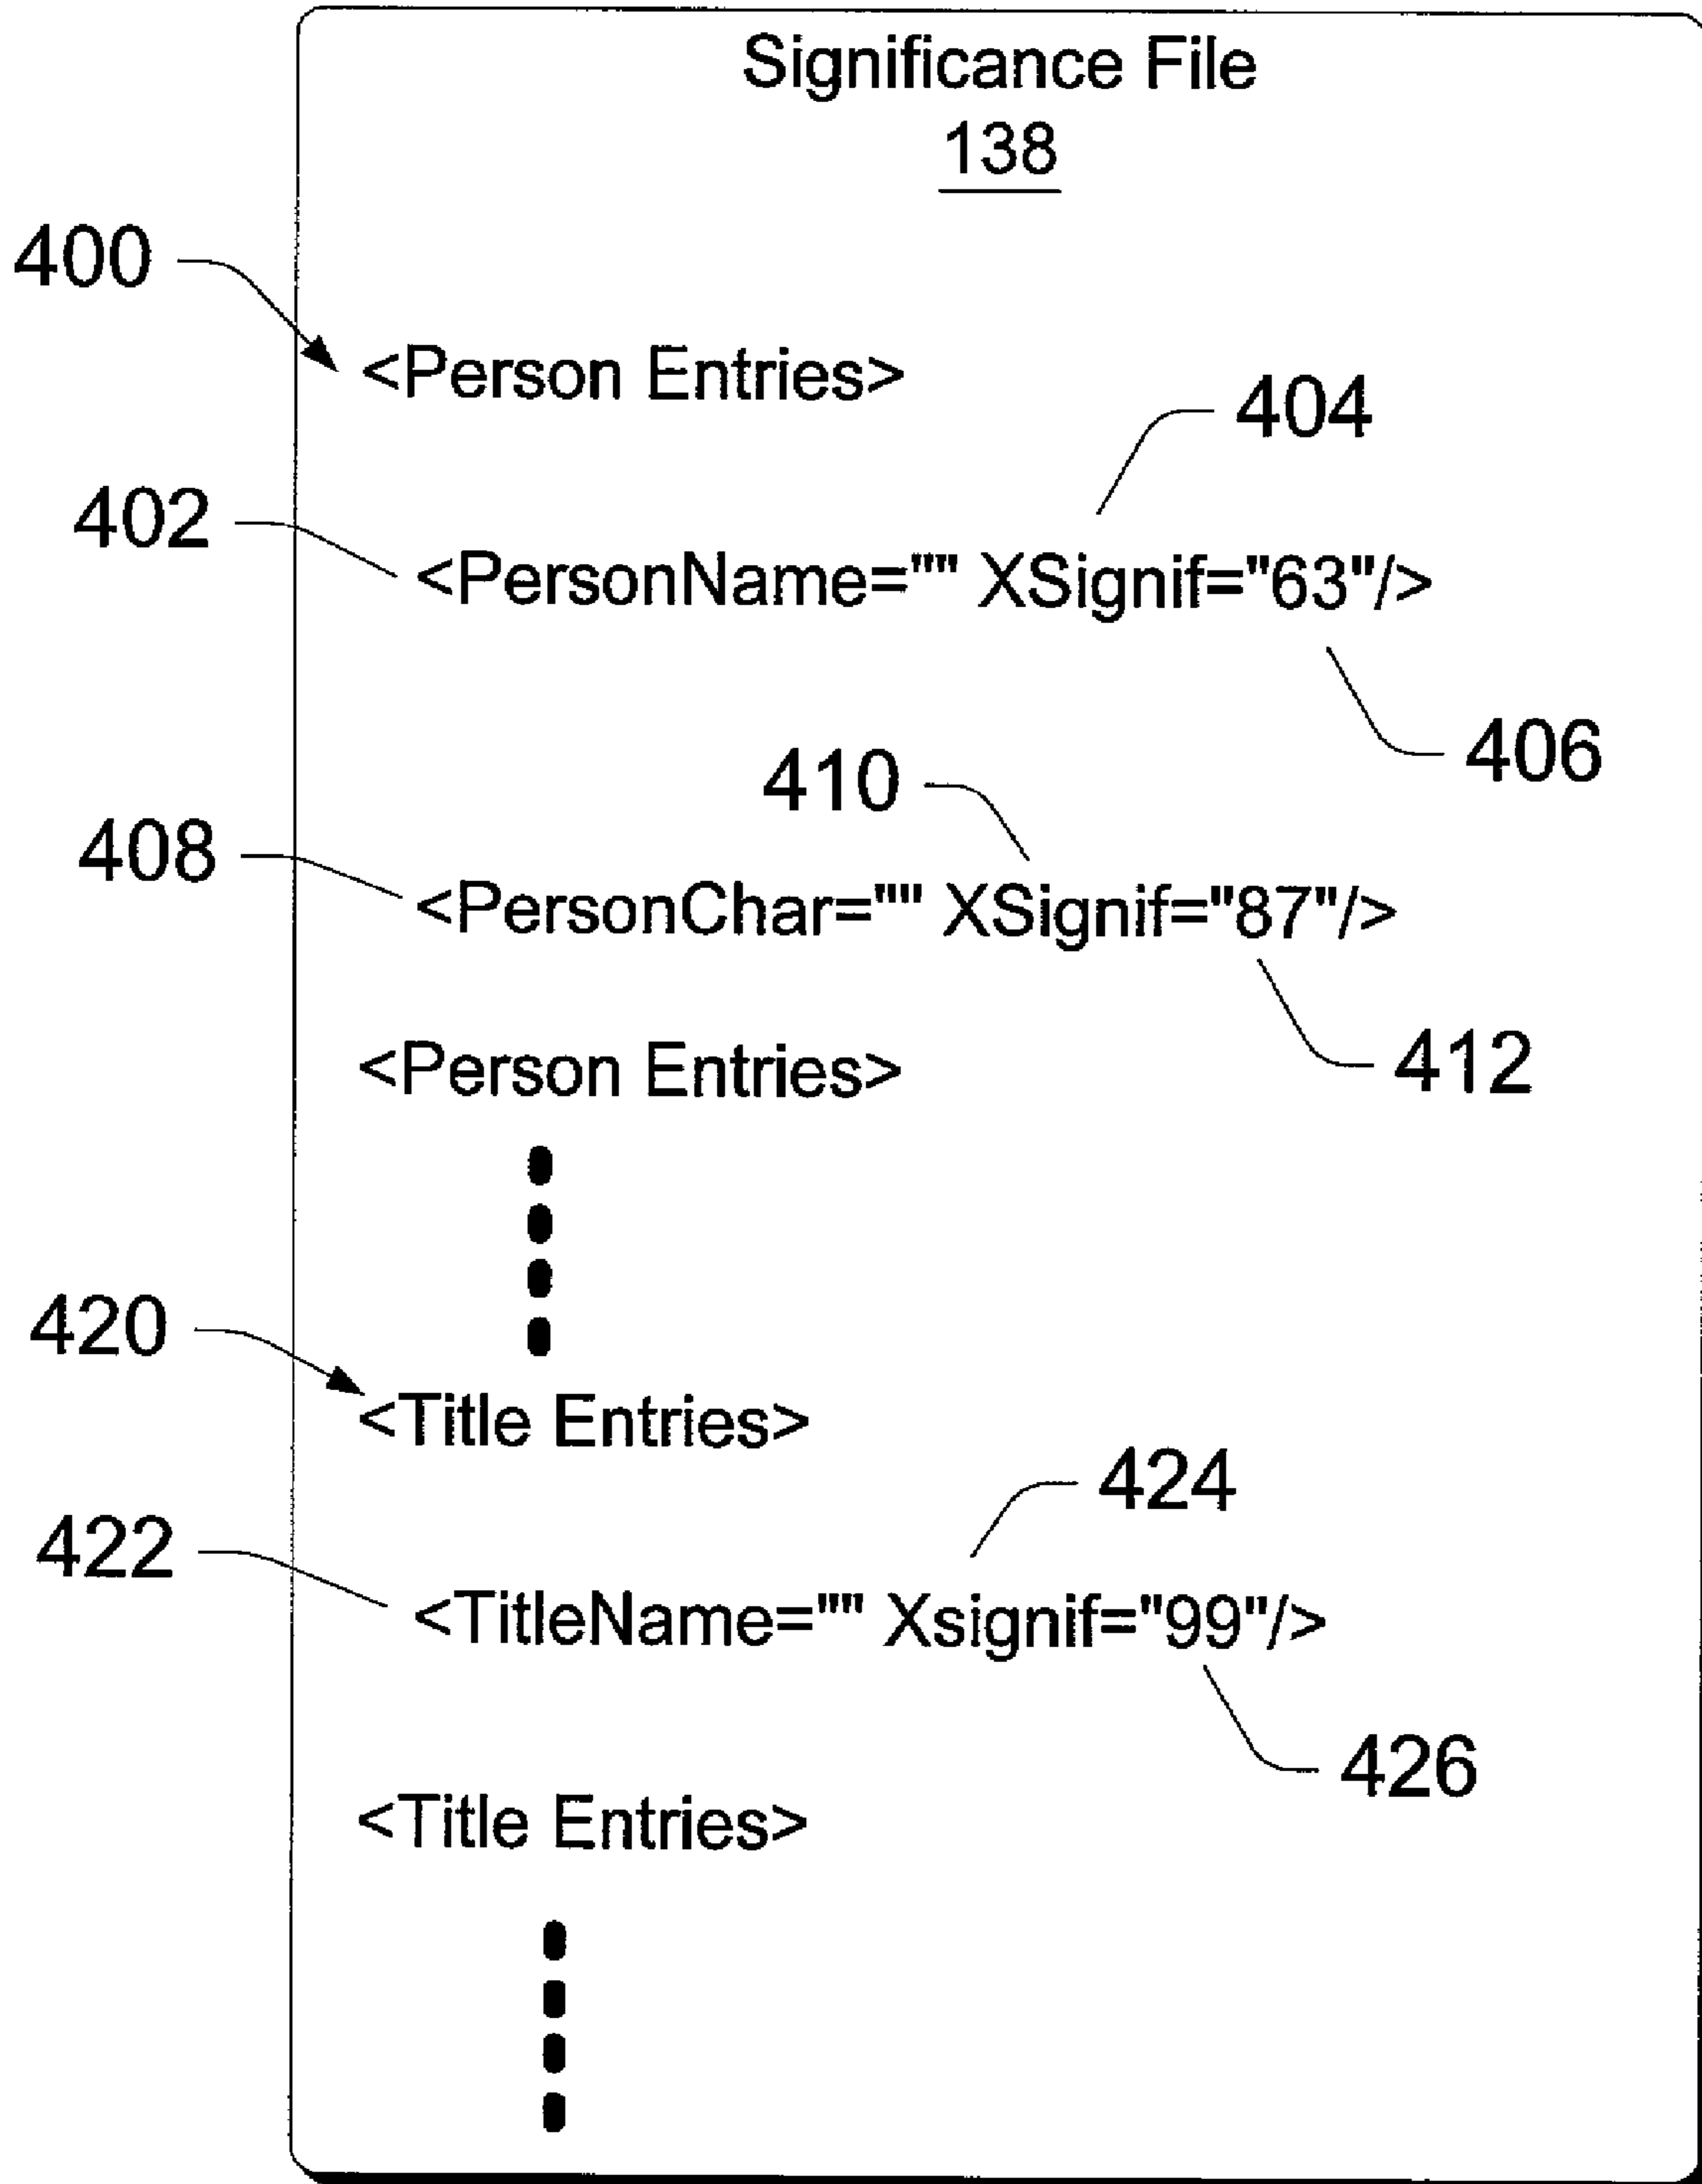 Significance File
138
400
<Person Entries>
404
402
<PersonName="" XSignif="63"/>
406
410
408
<PersonChar="" XSignif="87"/>
412
<Person Entries>
420
<Title Entries>
424
422
<TitleName="" Xsignif="99"/>
426
<Title Entries>